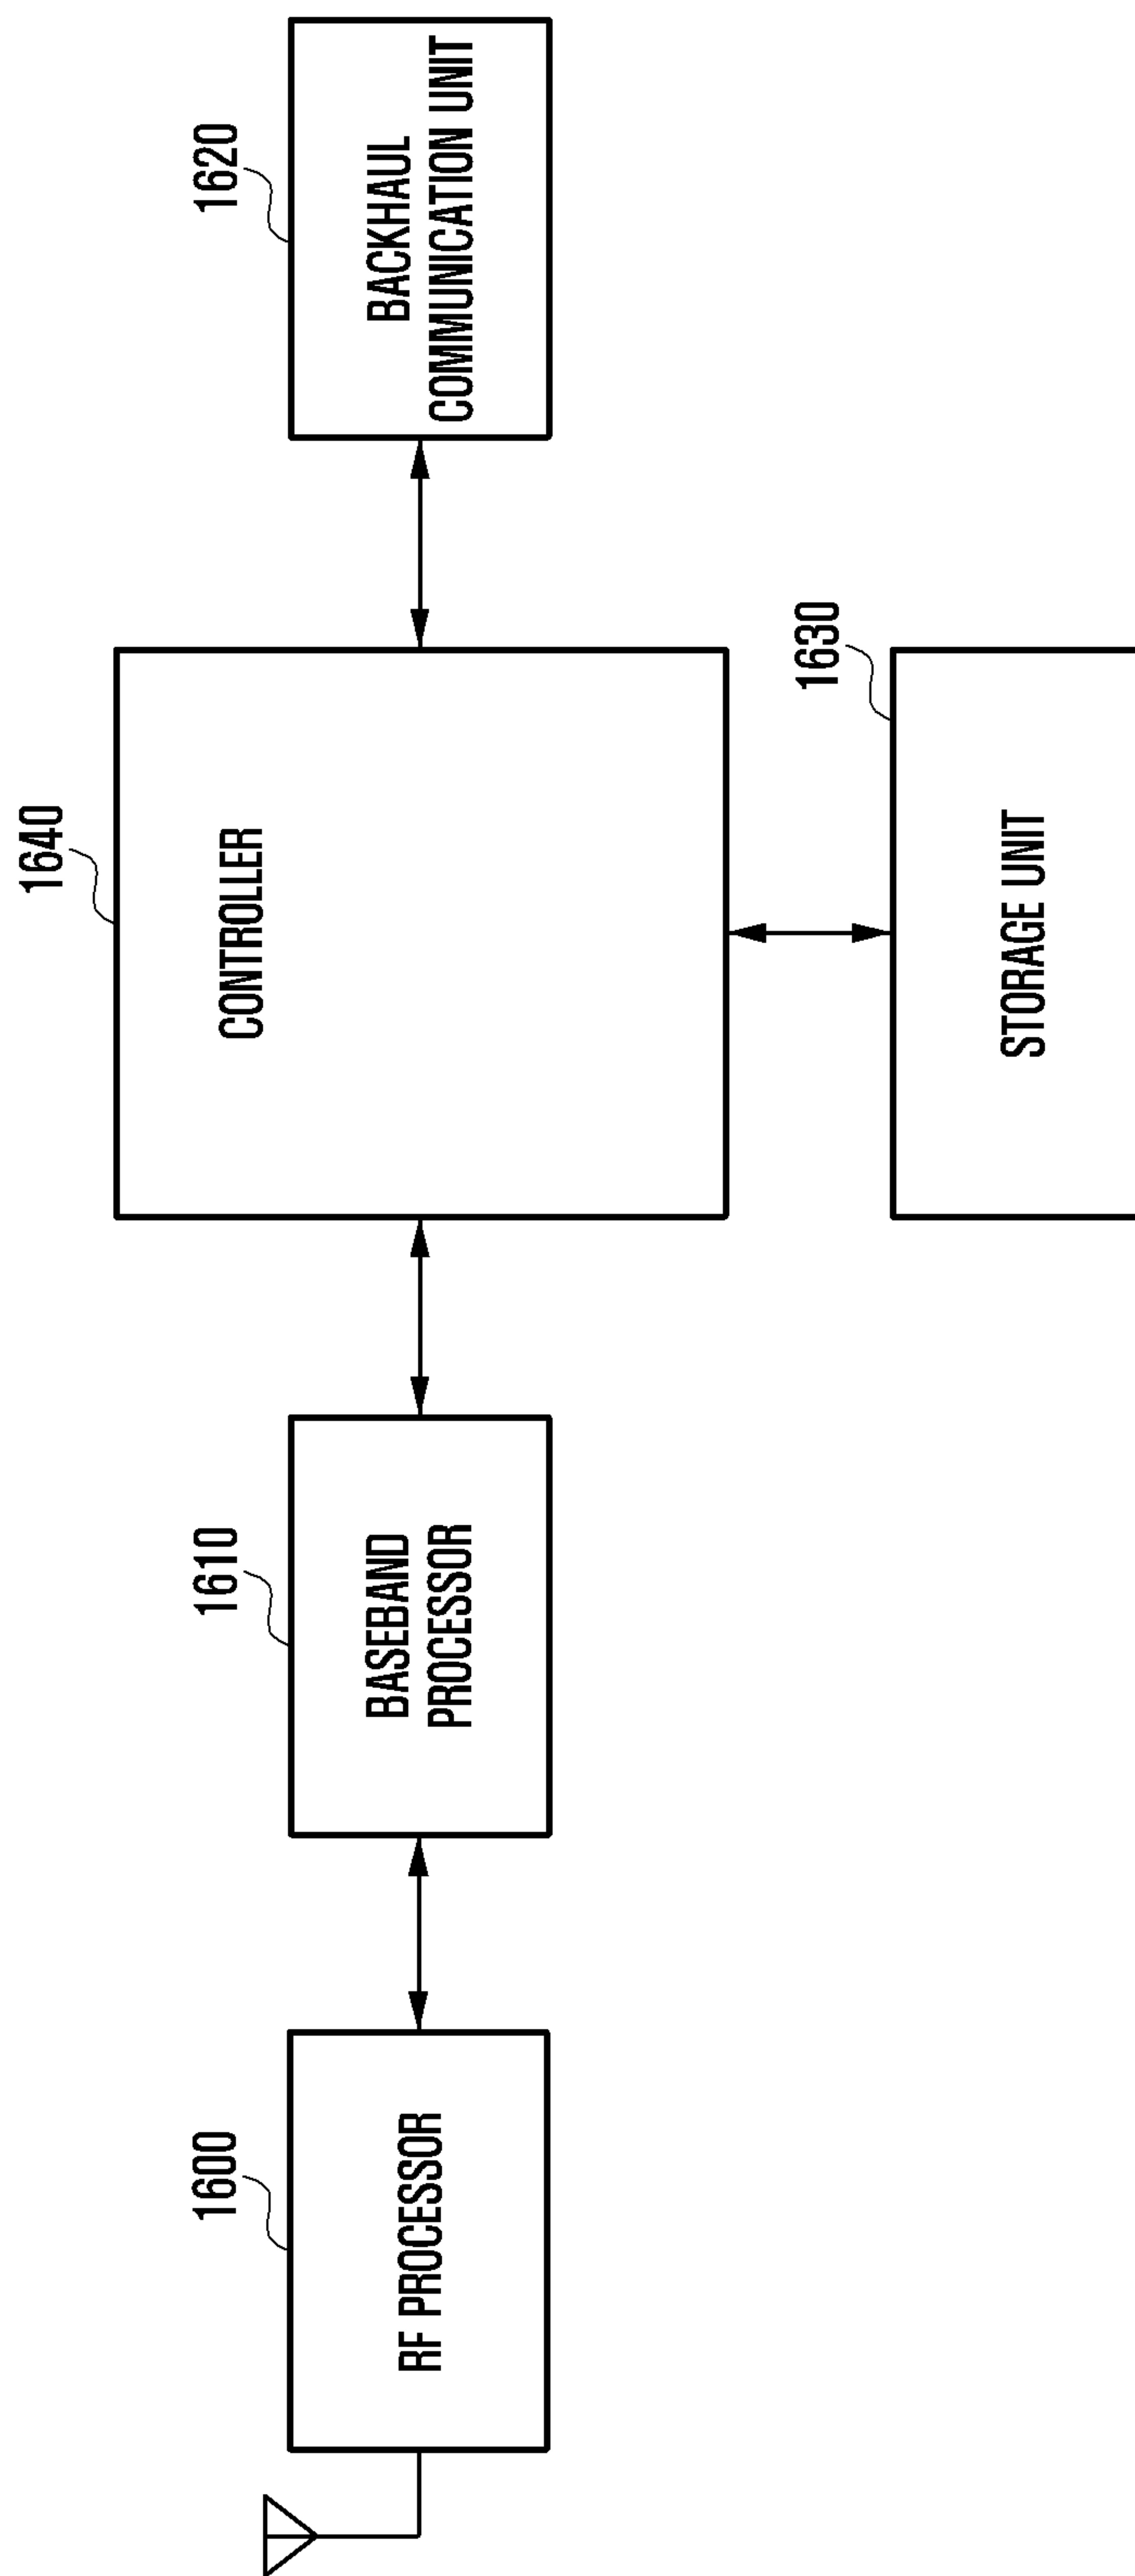 1640
CONTROLLER
1600
RF PROCESSOR
1610
BASEBAND
PROCESSOR
1620
BACKHAUL
COMMUNICATION UNIT
1630
STORAGE UNIT